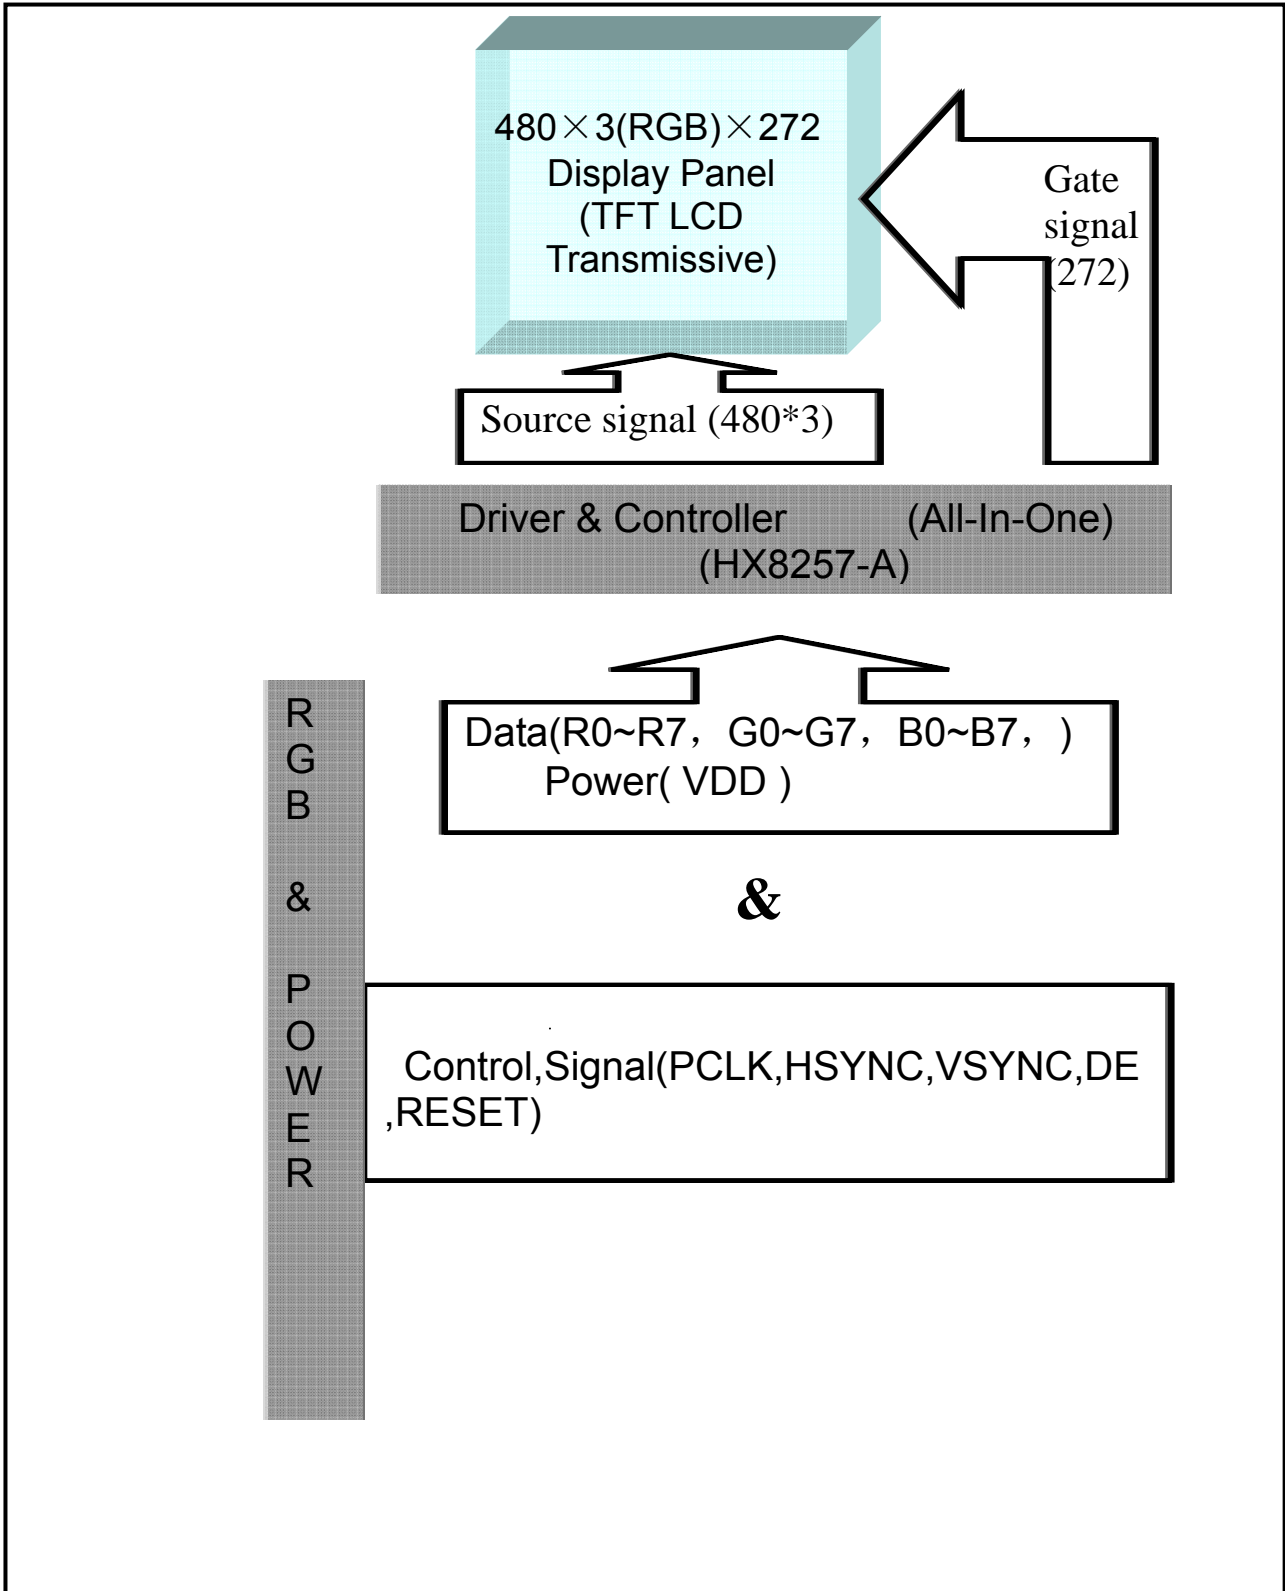 480×3(RGB)×272
Display Panel
(TFT LCD
Transmissive)
Gate
signal
(272)
Source signal (480*3)
Driver & Controller (All-In-One)
(HX8257-A)
R
G
B
&
P
O
W
E
R
Data(R0~R7，G0~G7，B0~B7，)
Power( VDD )
&
Control,Signal(PCLK,HSYNC,VSYNC,DE
,RESET)